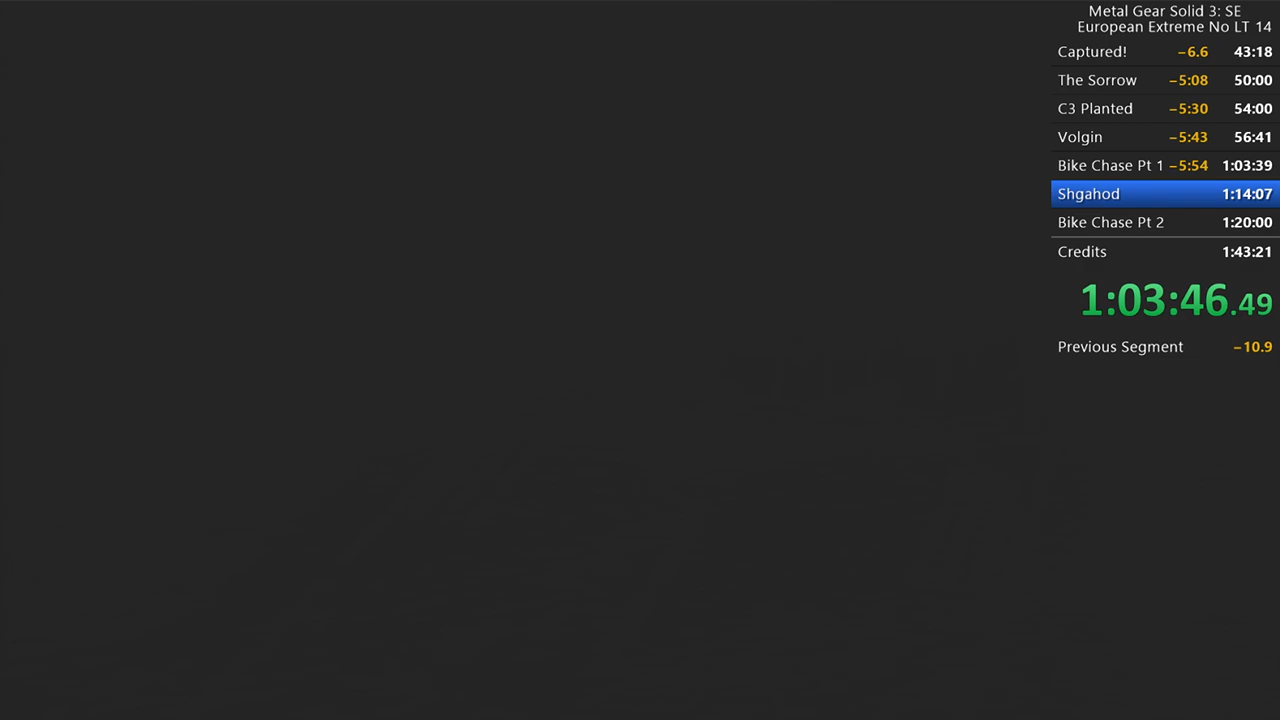 Metal Gear Solid 3: SE
European Extreme No LT 14
Captured! −6.6 43:18
The Sorrow −5:08 50:00
C3 Planted −5:30 54:00
Volgin −5:43 56:41
Bike Chase Pt 1 −5:54 1:03:39
Shgahod 1:14:07
Bike Chase Pt 2 1:20:00
Credits 1:43:21
1:03:46.49
Previous Segment −10.9